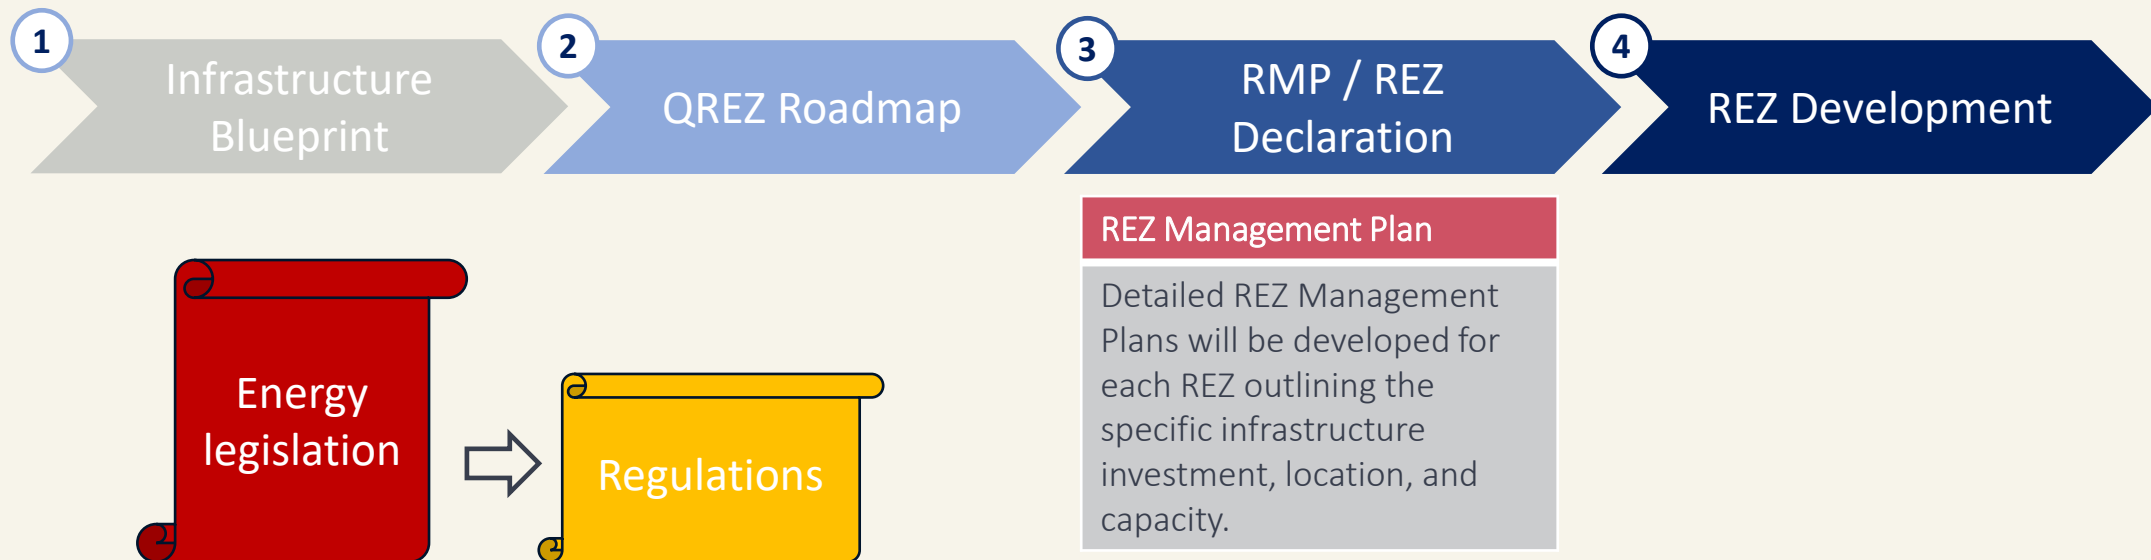 1
Infrastructure
Blueprint
2
QREZ Roadmap
3
RMP / REZ
Declaration
4
REZ Development
REZ Management Plan
Detailed REZ Management
Plans will be developed for
each REZ outlining the
specific infrastructure
investment, location, and
capacity.
Energy
legislation
Regulations